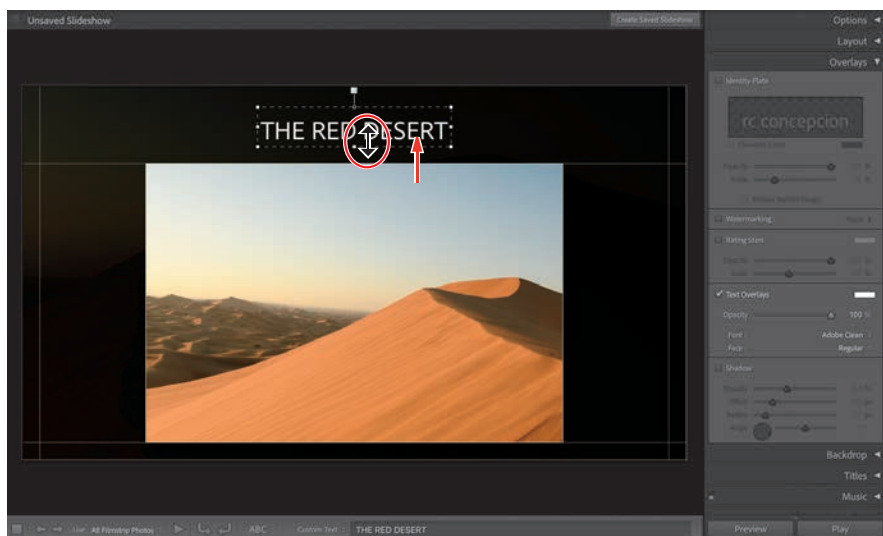 Unsaved Slideshow
Create Saved Slideshow
Options
Layout
Overlays
Identity Plate
rc concepcion
THE RED DESERT
Watermarking
Rating Stars
Text Overlays
Opacity 100
Font Adobe Clean
Face Regular
Shadow
Backdrop
Titles
Music
Use: All Filmstrip Photos ABC Custom Text THE RED DESERT
Preview Play